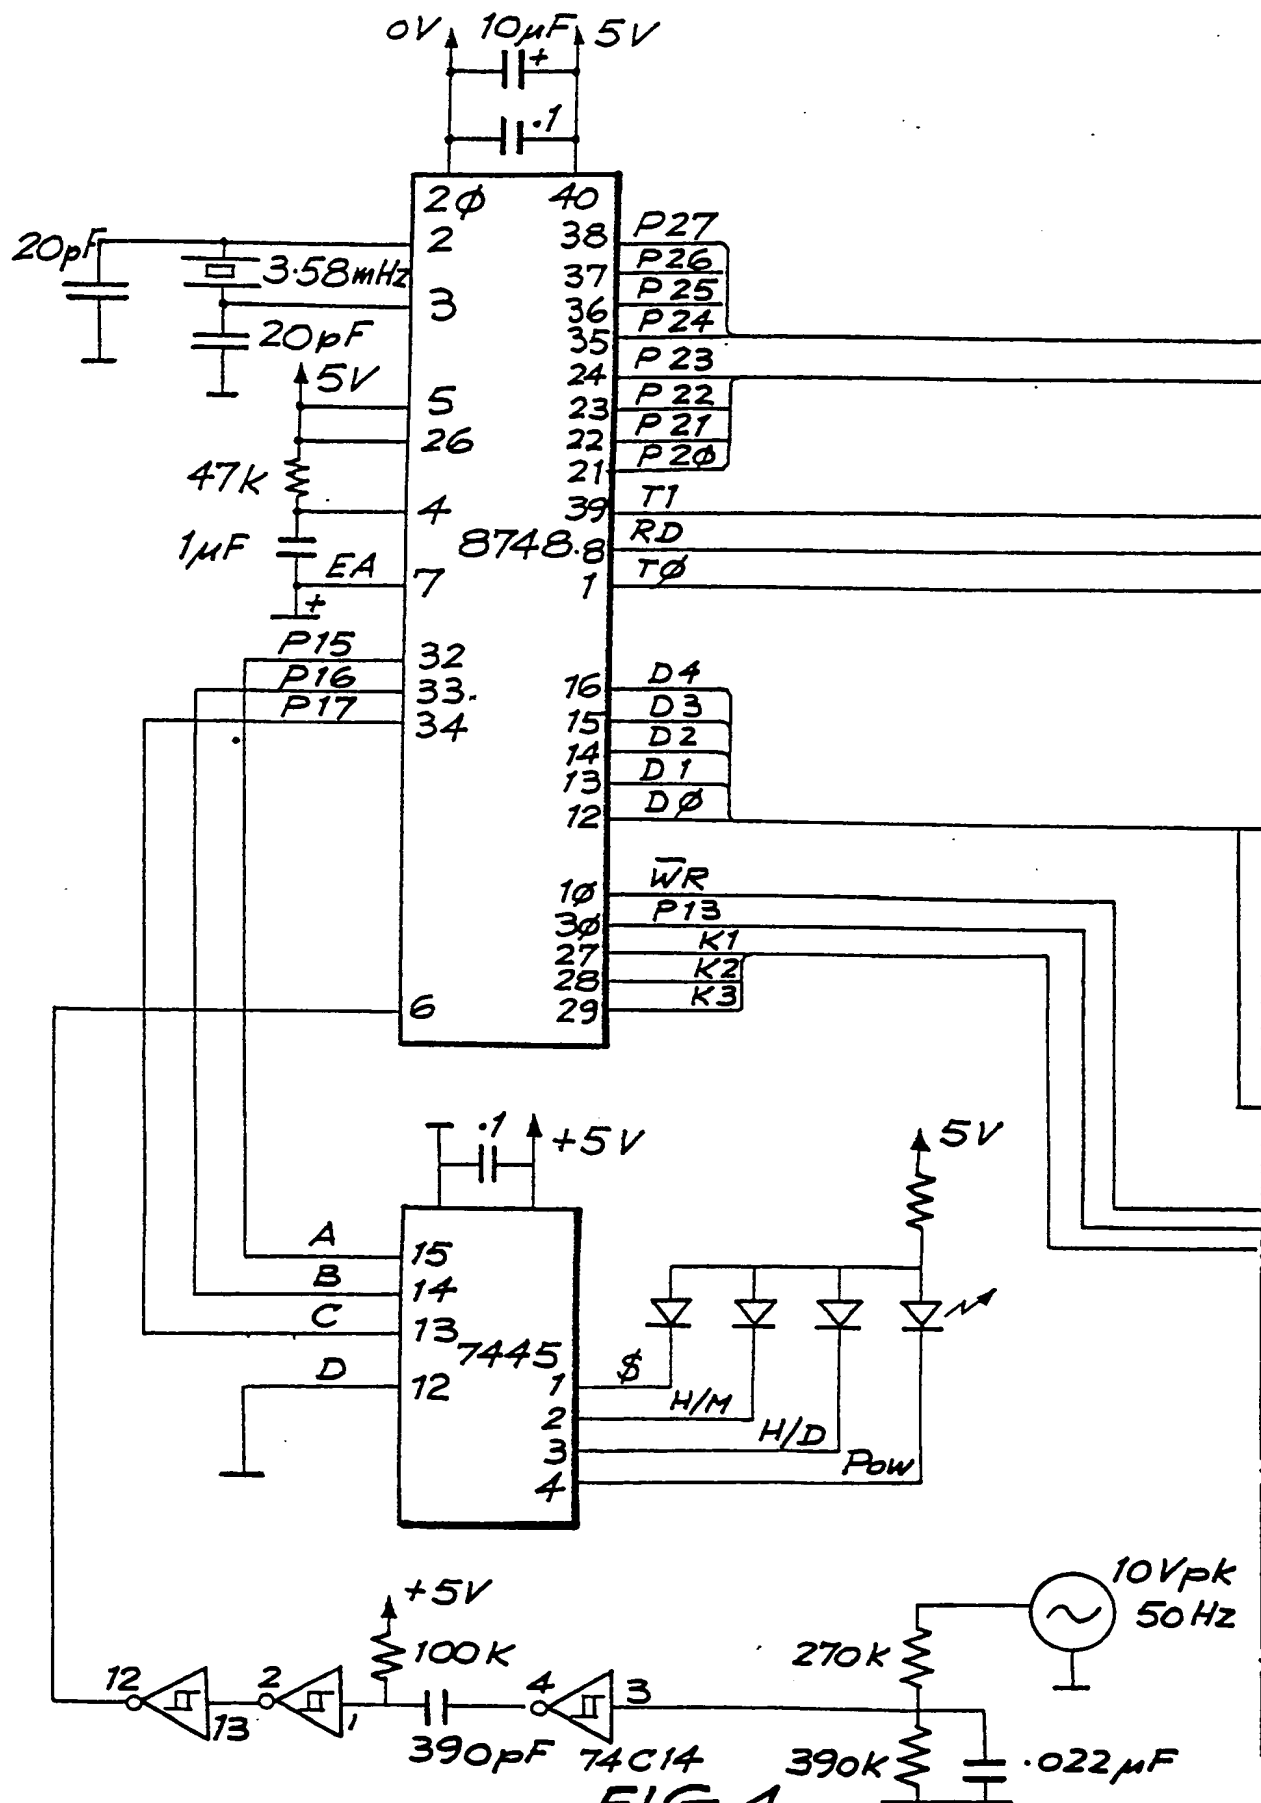 0V 10µF 5V
+
.1
2Ø 40
38 P27
20pF 2
37 P26
3.58mHz
36 P25
3
35 P24
20pF
24 P23
5V
5
23 P22
26
22 P21
21 P2Ø
47k
4
39 T1
8748
8 RD
1µF
EA 7
1 TØ
+
P15 32
P16 33
P17 34
16 D4
15 D3
14 D2
13 D1
12 DØ
1Ø W̅R
3Ø P13
27 K1
28 K2
29 K3
6
.1 +5V
5V
A 15
B 14
C 13
7445
D 12
1 $
2 H/M
3 H/D
4 Pow
+5V
10Vpk
50Hz
100K
270k
12 2 4 3
13 1
390pF 74C14 390k .022µF